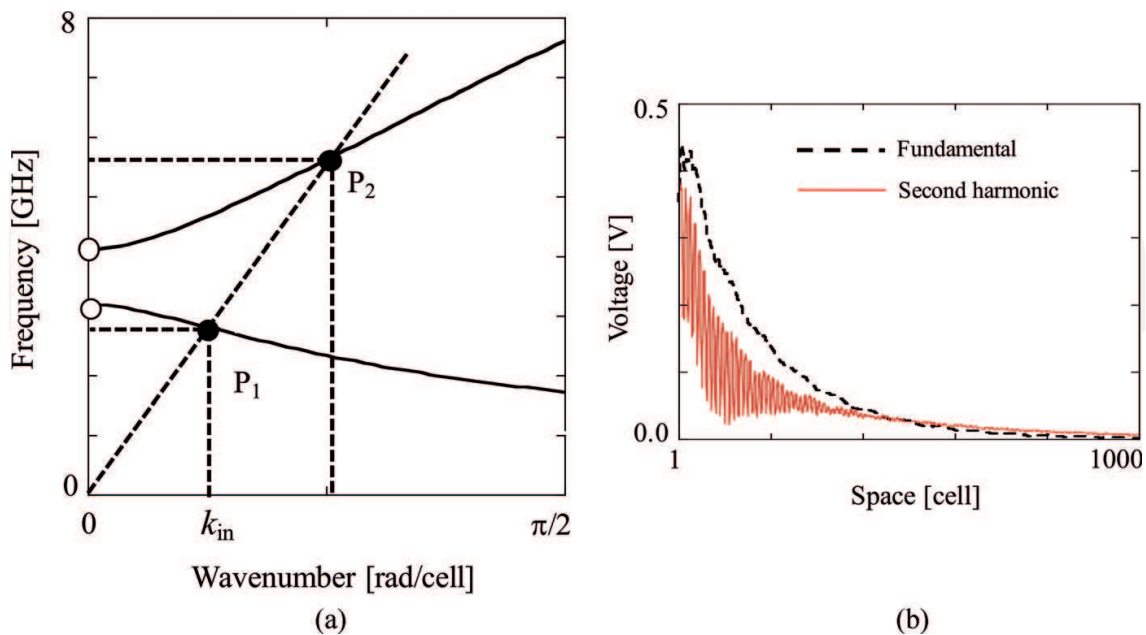 8
Frequency [GHz]
P₂
P₁
0
0
k_in
π/2
Wavenumber [rad/cell]
(a)
0.5
Fundamental
Second harmonic
Voltage [V]
0.0
1
1000
Space [cell]
(b)